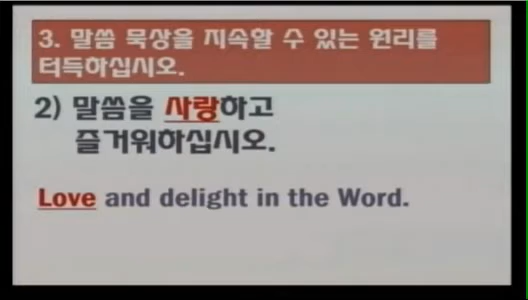 3. 말씀 묵상을 지속할 수 있는 원리를
터득하십시오.
2) 말씀을 사랑하고
즐거워하십시오.
Love and delight in the Word.